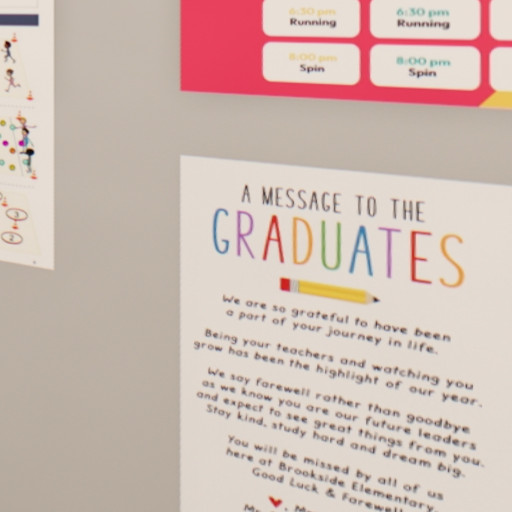 6:30 pm
Running
6:30 pm
Running
8:00 pm
Spin
8:00 pm
Spin
3
2
A MESSAGE TO THE
GRADUATES
We are so grateful to have been
a part of your journey in life.
Being your teachers and watching you
grow has been the highlight of our year.
We say farewell rather than goodbye
as we know you are our future leaders
and expect to see great things from you.
Stay kind, study hard and dream big.
You will be missed by all of us
here at Brookside Elementary.
Good Luck & Farewell